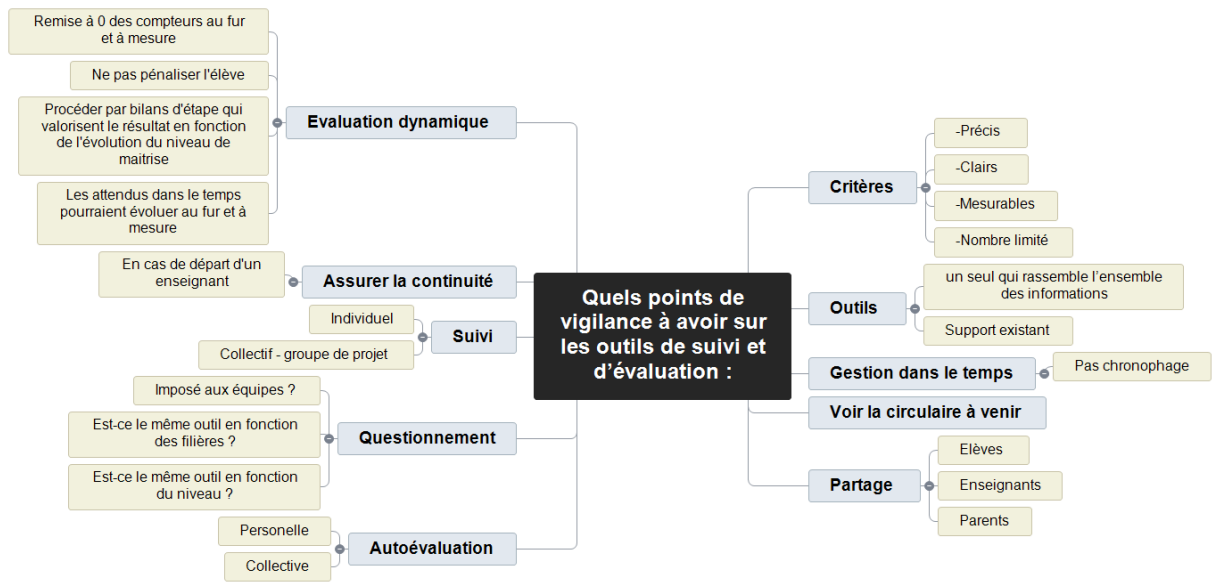 Quels points de
vigilance à avoir sur
les outils de suivi et
d’évaluation :
Critères
-Précis
-Clairs
-Mesurables
-Nombre limité
Outils
un seul qui rassemble l’ensemble
des informations
Support existant
Gestion dans le temps
Pas chronophage
Voir la circulaire à venir
Partage
Elèves
Enseignants
Parents
Evaluation dynamique
Remise à 0 des compteurs au fur
et à mesure
Ne pas pénaliser l'élève
Procéder par bilans d'étape qui
valorisent le résultat en fonction
de l'évolution du niveau de
maitrise
Les attendus dans le temps
pourraient évoluer au fur et à
mesure
Assurer la continuité
En cas de départ d'un
enseignant
Suivi
Individuel
Collectif - groupe de projet
Questionnement
Imposé aux équipes ?
Est-ce le même outil en fonction
des filières ?
Est-ce le même outil en fonction
du niveau ?
Autoévaluation
Personelle
Collective